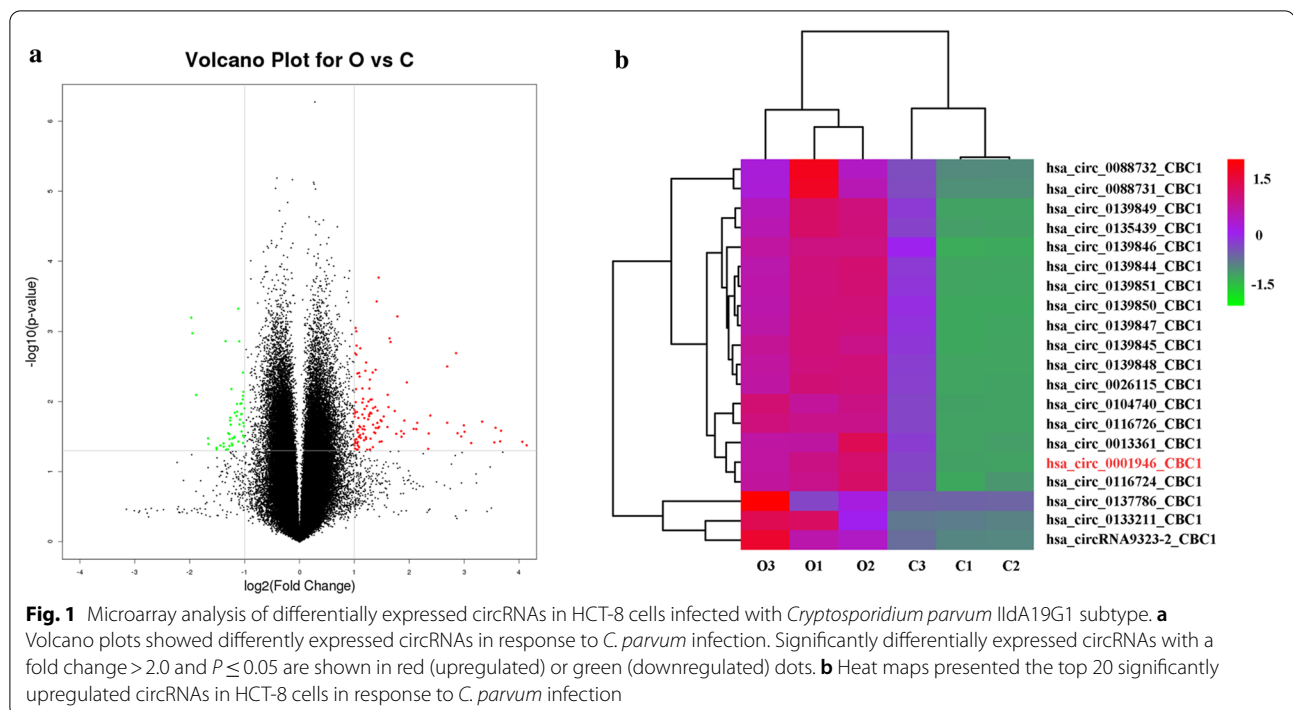 a
Volcano Plot for O vs C
-log10(p-value)
6
5
4
3
2
1
0
-4 -3 -2 -1 0 1 2 3 4
log2(Fold Change)
b
hsa_circ_0088732_CBC1
hsa_circ_0088731_CBC1
hsa_circ_0139849_CBC1
hsa_circ_0135439_CBC1
hsa_circ_0139846_CBC1
hsa_circ_0139844_CBC1
hsa_circ_0139851_CBC1
hsa_circ_0139850_CBC1
hsa_circ_0139847_CBC1
hsa_circ_0139845_CBC1
hsa_circ_0139848_CBC1
hsa_circ_0026115_CBC1
hsa_circ_0104740_CBC1
hsa_circ_0116726_CBC1
hsa_circ_0013361_CBC1
hsa_circ_0001946_CBC1
hsa_circ_0116724_CBC1
hsa_circ_0137786_CBC1
hsa_circ_0133211_CBC1
hsa_circRNA9323-2_CBC1
O3 O1 O2 C3 C1 C2
1.5
0
-1.5
Fig. 1 Microarray analysis of differentially expressed circRNAs in HCT-8 cells infected with Cryptosporidium parvum IIdA19G1 subtype. a
Volcano plots showed differently expressed circRNAs in response to C. parvum infection. Significantly differentially expressed circRNAs with a
fold change > 2.0 and P ≤ 0.05 are shown in red (upregulated) or green (downregulated) dots. b Heat maps presented the top 20 significantly
upregulated circRNAs in HCT-8 cells in response to C. parvum infection